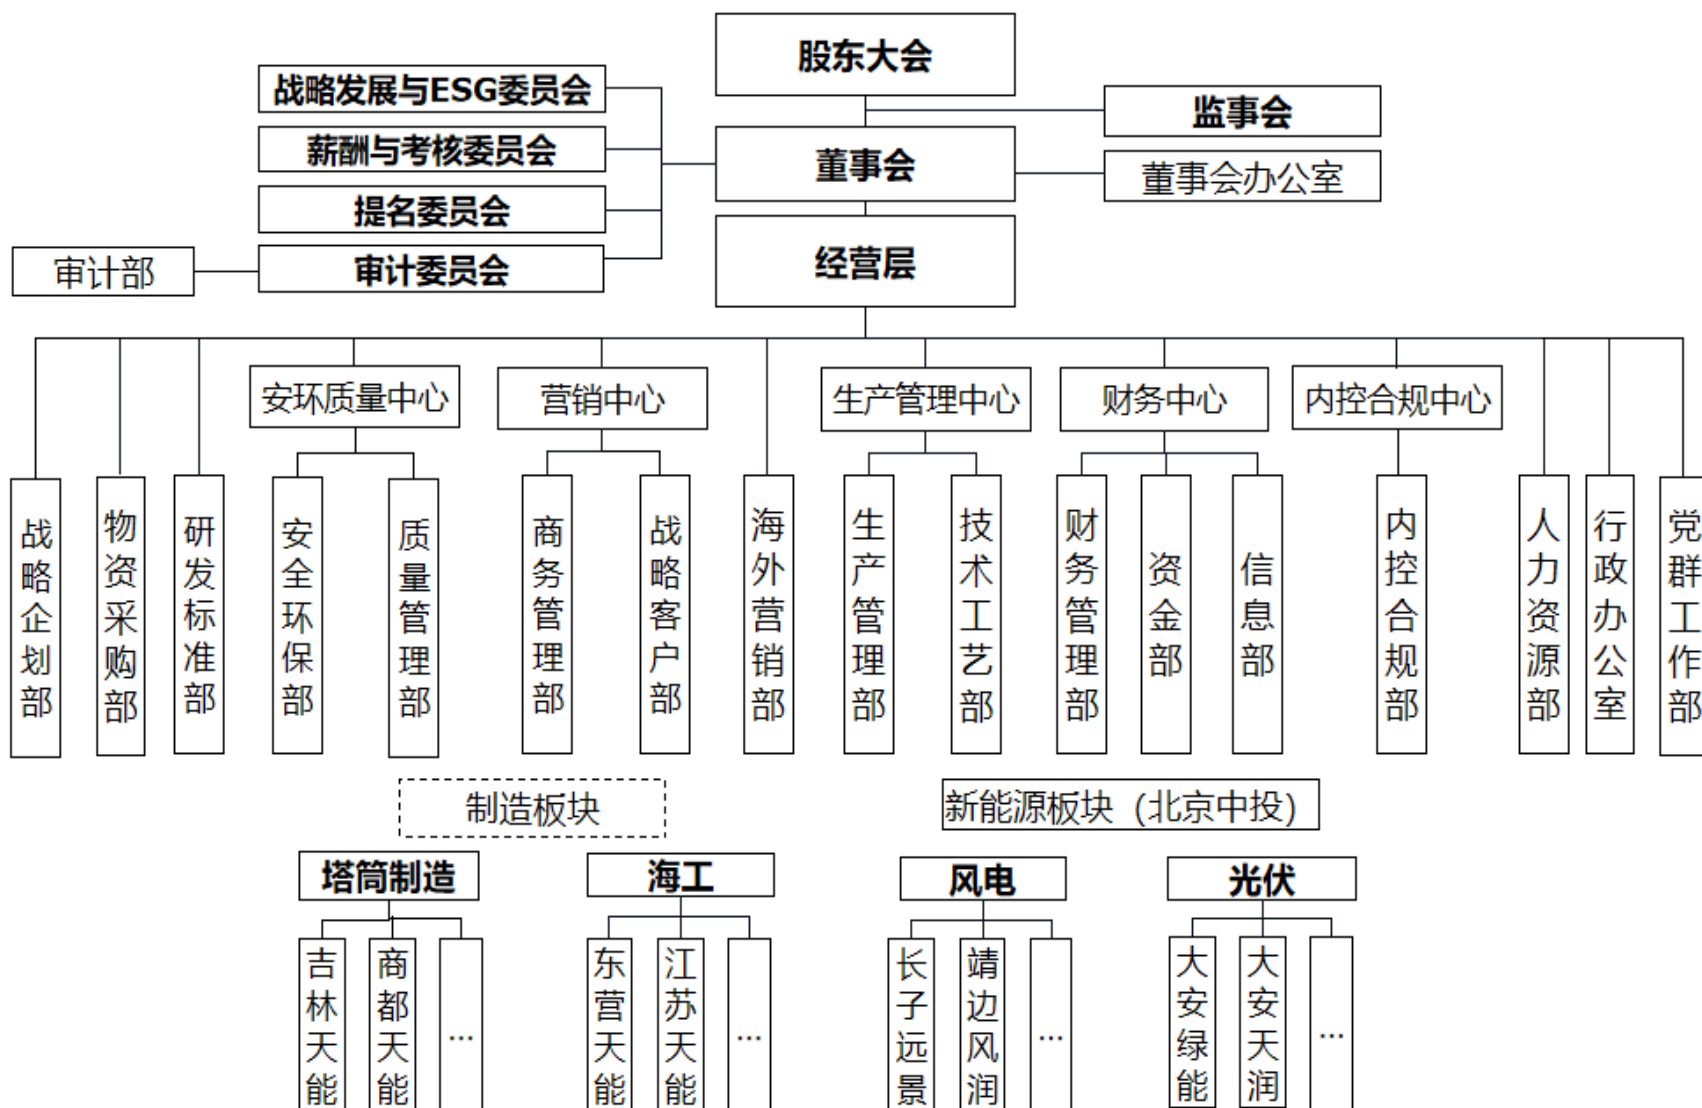 股东大会
战略发展与ESG委员会
监事会
薪酬与考核委员会
董事会
董事会办公室
提名委员会
经营层
审计部
审计委员会
安环质量中心
营销中心
生产管理中心
财务中心
内控合规中心
战略企划部
物资采购部
研发标准部
安全环保部
质量管理部
商务管理部
战略客户部
海外营销部
生产管理部
技术工艺部
财务管理部
资金部
信息部
内控合规部
人力资源部
行政办公室
党群工作部
制造板块
新能源板块（北京中投）
塔筒制造
海工
风电
光伏
吉林天能
商都天能
...
东营天能
江苏天能
...
长子远景
靖边风润
...
大安绿能
大安天润
...